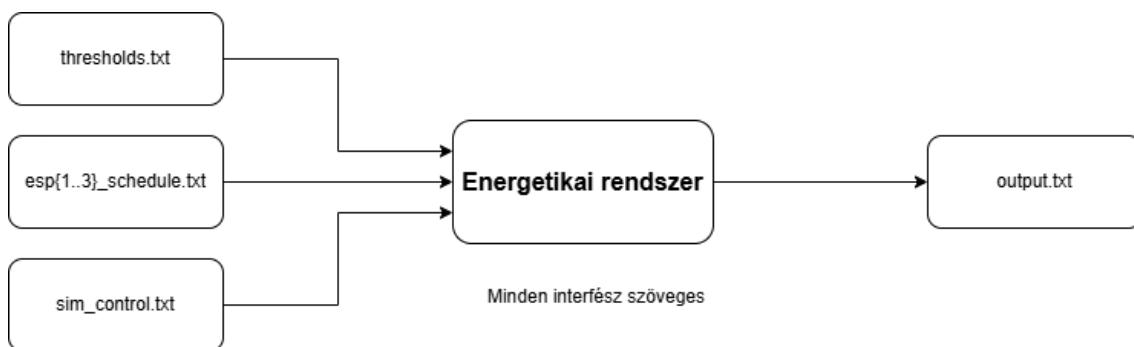 thresholds.txt
esp{1..3}_schedule.txt
sim_control.txt
Energetikai rendszer
Minden interfész szöveges
output.txt